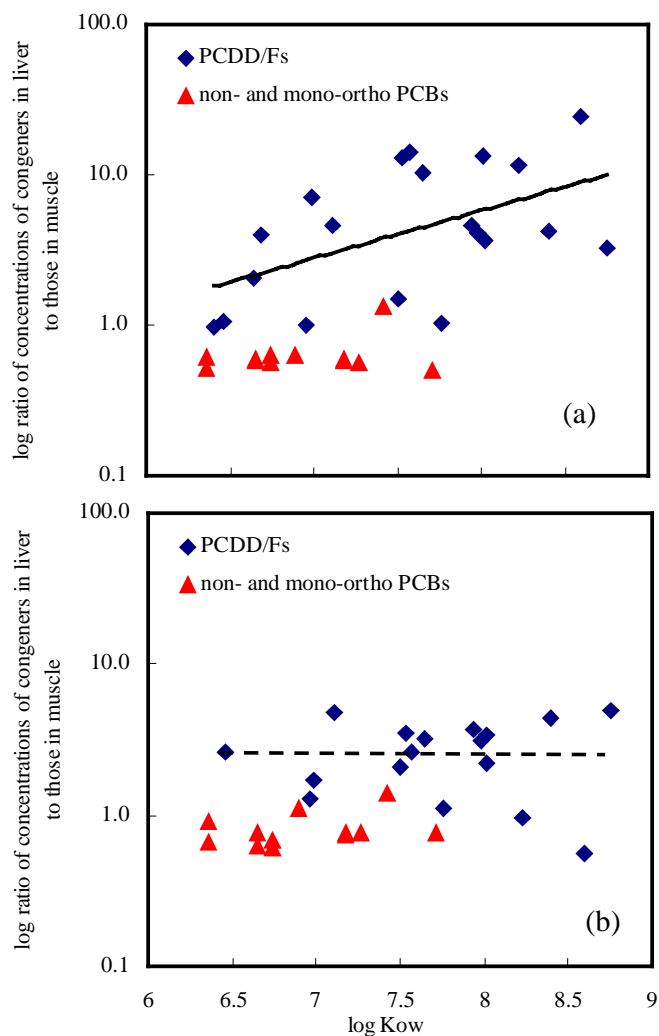 100.0
PCDD/Fs
non- and mono-ortho PCBs
10.0
log ratio of concentrations of congeners in liver
to those in muscle
1.0
(a)
0.1
100.0
PCDD/Fs
non- and mono-ortho PCBs
10.0
log ratio of concentrations of congeners in liver
to those in muscle
1.0
(b)
0.1
6 6.5 7 7.5 8 8.5 9
log Kow